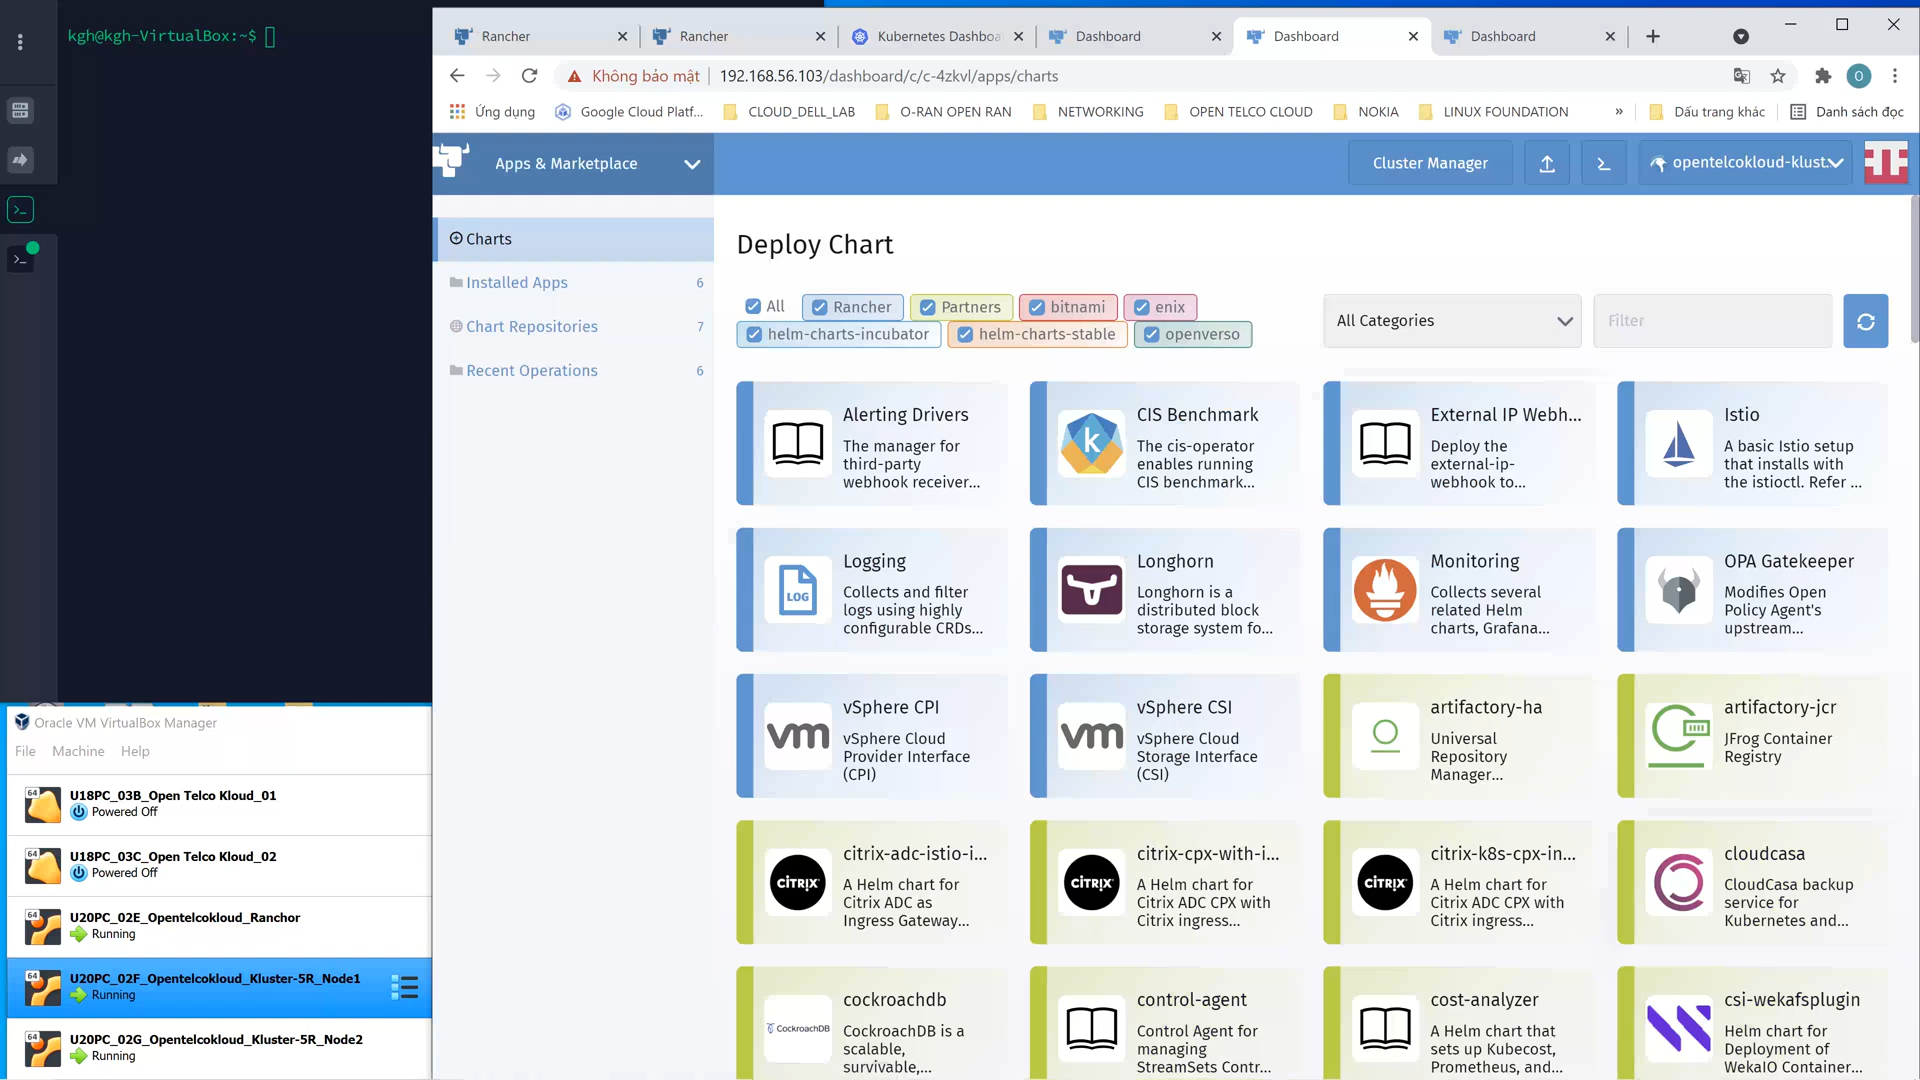 kgh@kgh-VirtualBox:~$
Rancher
Rancher
Kubernetes Dashboa
Dashboard
Dashboard
Dashboard
Không bảo mật
192.168.56.103/dashboard/c/c-4zkvl/apps/charts
O
Ứng dụng
Google Cloud Platf...
CLOUD_DELL_LAB
O-RAN OPEN RAN
NETWORKING
OPEN TELCO CLOUD
NOKIA
LINUX FOUNDATION
»
Dấu trang khác
Danh sách đọc
Apps & Marketplace
Cluster Manager
opentelcokloud-klust..
Charts
Installed Apps 6
Chart Repositories 7
Recent Operations 6
Deploy Chart
All
Rancher
Partners
bitnami
enix
helm-charts-incubator
helm-charts-stable
openverso
All Categories
Filter
Alerting Drivers
The manager for
third-party
webhook receiver...
k
CIS Benchmark
The cis-operator
enables running
CIS benchmark...
External IP Webh...
Deploy the
external-ip-
webhook to...
Istio
A basic Istio setup
that installs with
the istioctl. Refer ...
LOG
Logging
Collects and filter
logs using highly
configurable CRDs...
Longhorn
Longhorn is a
distributed block
storage system fo...
Monitoring
Collects several
related Helm
charts, Grafana...
OPA Gatekeeper
Modifies Open
Policy Agent's
upstream...
vm
vSphere CPI
vSphere Cloud
Provider Interface
(CPI)
vm
vSphere CSI
vSphere Cloud
Storage Interface
(CSI)
artifactory-ha
Universal
Repository
Manager...
artifactory-jcr
JFrog Container
Registry
CITRIX
citrix-adc-istio-i...
A Helm chart for
Citrix ADC as
Ingress Gateway...
CITRIX
citrix-cpx-with-i...
A Helm chart for
Citrix ADC CPX with
Citrix ingress...
CITRIX
citrix-k8s-cpx-in...
A Helm chart for
Citrix ADC CPX with
Citrix ingress...
cloudcasa
CloudCasa backup
service for
Kubernetes and...
CockroachDB
cockroachdb
CockroachDB is a
scalable,
survivable,...
control-agent
Control Agent for
managing
StreamSets Contr...
cost-analyzer
A Helm chart that
sets up Kubecost,
Prometheus, and...
csi-wekafsplugin
Helm chart for
Deployment of
WekaIO Container...
Oracle VM VirtualBox Manager
File Machine Help
64
U18PC_03B_Open Telco Kloud_01
Powered Off
64
U18PC_03C_Open Telco Kloud_02
Powered Off
64
U20PC_02E_Opentelcokloud_Ranchor
Running
64
U20PC_02F_Opentelcokloud_Kluster-5R_Node1
Running
64
U20PC_02G_Opentelcokloud_Kluster-5R_Node2
Running